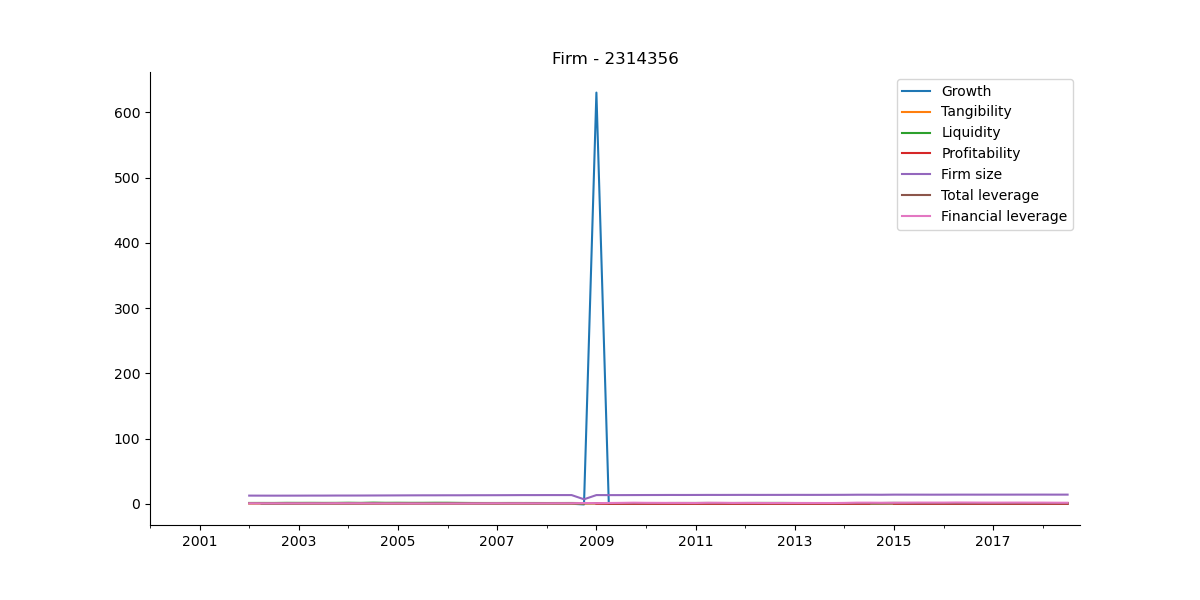 Firm - 2314356
Growth
Tangibility
Liquidity
Profitability
Firm size
Total leverage
Financial leverage
600
500
400
300
200
100
0
2001 2003 2005 2007 2009 2011 2013 2015 2017